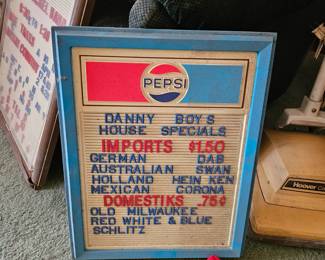 PEPSI
DANNY BOYS
HOUSE SPECIALS
IMPORTS $1.50
GERMAN DAB
AUSTRALIAN SWAN
HOLLAND HEIN KEN
MEXICAN CORONA
DOMESTIKS .75¢
OLD MILWAUKEE
RED WHITE & BLUE
SCHLITZ
Hoover